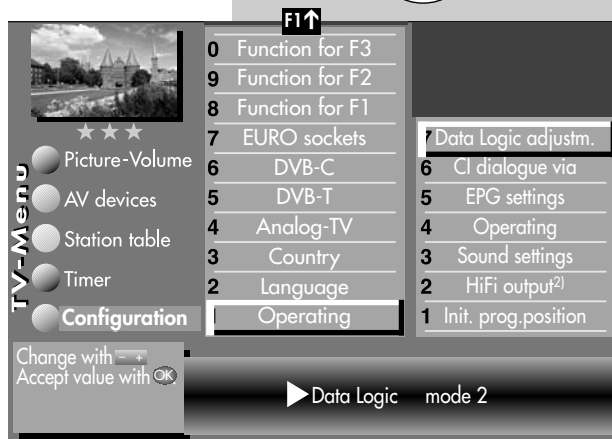 F1↑
0 Function for F3
9 Function for F2
8 Function for F1
7 EURO sockets
6 DVB-C
5 DVB-T
4 Analog-TV
3 Country
2 Language
Operating
7 Data Logic adjustm.
6 CI dialogue via
5 EPG settings
4 Operating
3 Sound settings
2 HiFi output2)
1 Init. prog.position
TV-Menu
Picture-Volume
AV devices
Station table
Timer
Configuration
Change with - +
Accept value with OK.
Data Logic mode 2